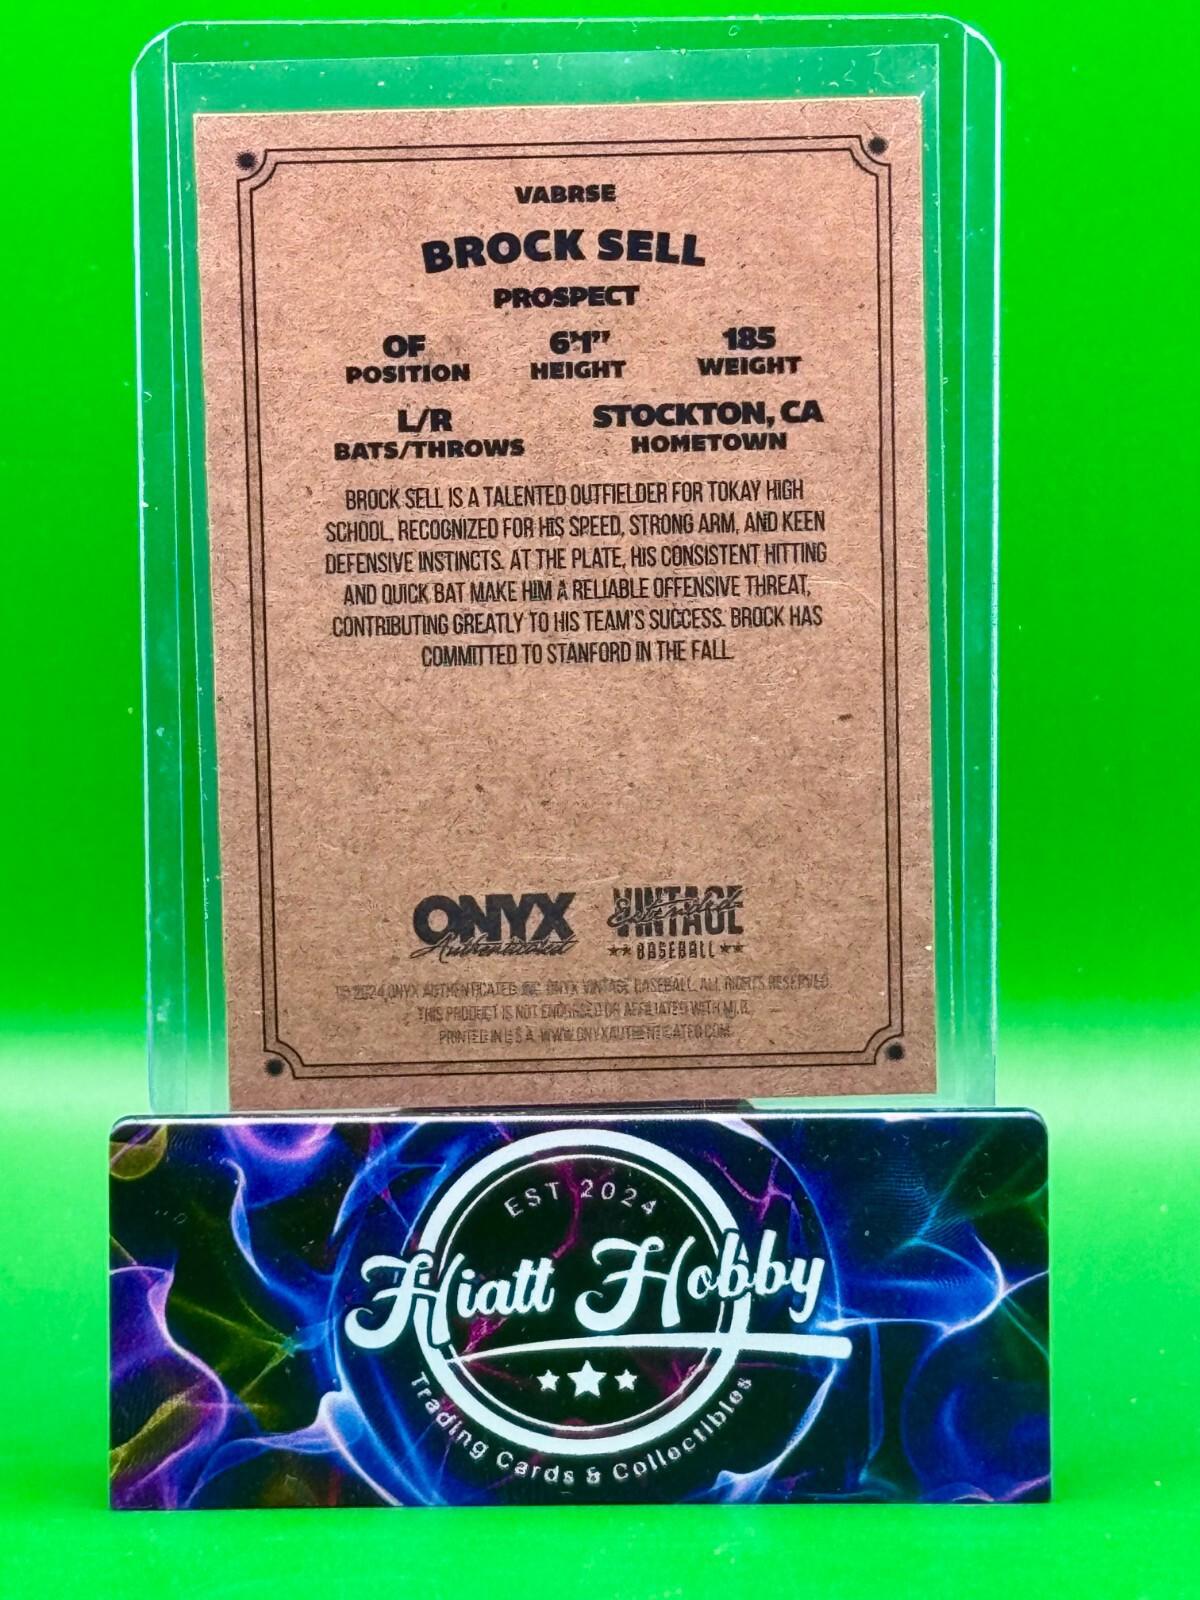 VABRSE
BROCK SELL
PROSPECT
OF 6'1" 185
POSITION HEIGHT WEIGHT
L/R STOCKTON, CA
BATS/THROWS HOMETOWN
BROCK SELL IS A TALENTED OUTFIELDER FOR TOKAY HIGH
SCHOOL, RECOGNIZED FOR HIS SPEED, STRONG ARM, AND KEEN
DEFENSIVE INSTINCTS. AT THE PLATE, HIS CONSISTENT HITTING
AND QUICK BAT MAKE HIM A RELIABLE OFFENSIVE THREAT,
CONTRIBUTING GREATLY TO HIS TEAM'S SUCCESS. BROCK HAS
COMMITTED TO STANFORD IN THE FALL.
ONYX VINTAGE
Authenticated Extended
★★ BASEBALL ★★
2024 ONYX AUTHENTICATED INC. ONYX VINTAGE BASEBALL. ALL RIGHTS RESERVED.
THIS PRODUCT IS NOT ENDORSED OR AFFILIATED WITH MLB.
PRINTED IN U.S.A. WWW.ONYXAUTHENTICATED.COM
EST 2024
Hiatt Hobby
Trading Cards & Collectibles